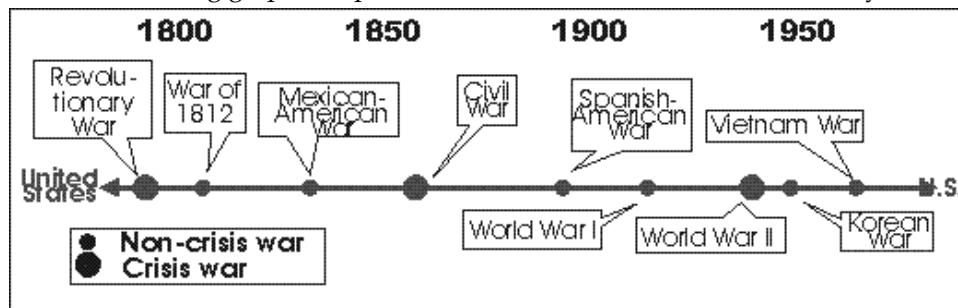 1800 1850 1900 1950
Revolu-
tionary
War
War of
1812
Mexican-
American
War
Civil
War
Spanish-
American
War
Vietnam War
United
States
U.S.
World War I
World War II
Korean
War
Non-crisis war
Crisis war